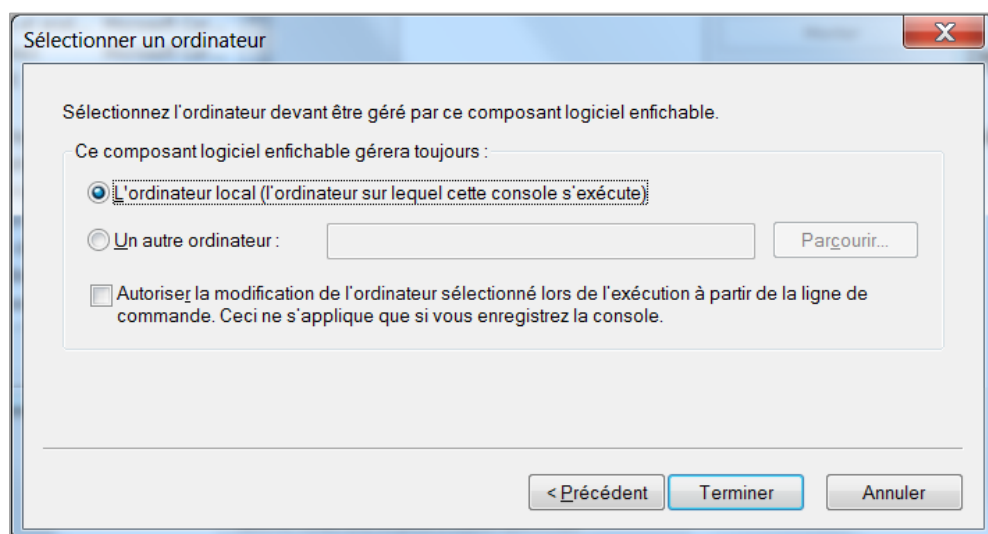 Sélectionner un ordinateur
Sélectionnez l'ordinateur devant être géré par ce composant logiciel enfichable.
Ce composant logiciel enfichable gérera toujours :
L'ordinateur local (l'ordinateur sur lequel cette console s'exécute)
Un autre ordinateur :
Parcourir...
Autoriser la modification de l'ordinateur sélectionné lors de l'exécution à partir de la ligne de
commande. Ceci ne s'applique que si vous enregistrez la console.
< Précédent
Terminer
Annuler